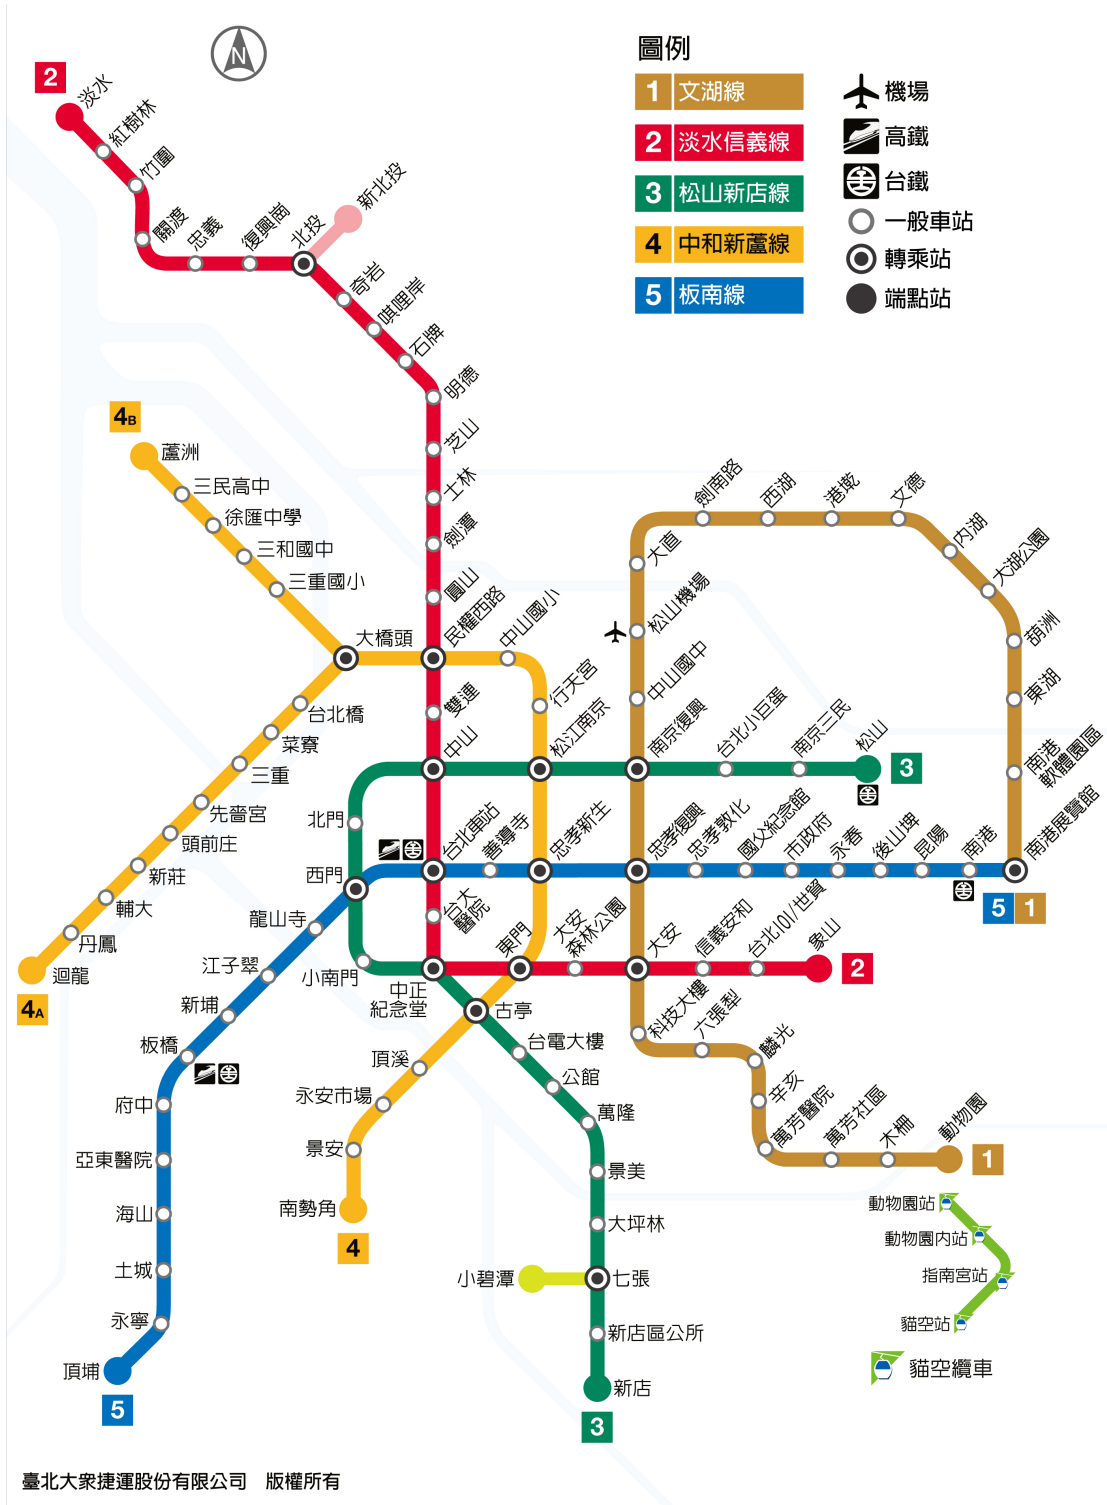 N
圖例
1 文湖線
2 淡水信義線
3 松山新店線
4 中和新蘆線
5 板南線
機場
高鐵
台鐵
一般車站
轉乘站
端點站
2
淡水
紅樹林
竹圍
關渡
忠義
復興崗
北投
新北投
奇岩
唭哩岸
石牌
明德
芝山
士林
劍潭
圓山
民權西路
雙連
中山
台北車站
台大
醫院
中正
紀念堂
東門
大安
森林公園
大安
信義安和
台北101/世貿
象山
2
4B
蘆洲
三民高中
徐匯中學
三和國中
三重國小
大橋頭
台北橋
菜寮
三重
先嗇宮
頭前庄
新莊
輔大
丹鳳
迴龍
4A
中山國小
行天宮
松江南京
忠孝新生
古亭
頂溪
永安市場
景安
南勢角
4
劍南路
西湖
港墘
文德
內湖
大湖公園
葫洲
東湖
南港
軟體園區
南港展覽館
5 1
大直
松山機場
中山國中
南京復興
忠孝復興
科技大樓
六張犁
麟光
辛亥
萬芳醫院
萬芳社區
木柵
動物園
1
台北小巨蛋
南京三民
松山
3
北門
西門
小南門
台電大樓
公館
萬隆
景美
大坪林
七張
小碧潭
新店區公所
新店
3
善導寺
忠孝敦化
國父紀念館
市政府
永春
後山埤
昆陽
南港
龍山寺
江子翠
新埔
板橋
府中
亞東醫院
海山
土城
永寧
頂埔
5
動物園站
動物園內站
指南宮站
貓空站
貓空纜車
臺北大眾捷運股份有限公司 版權所有